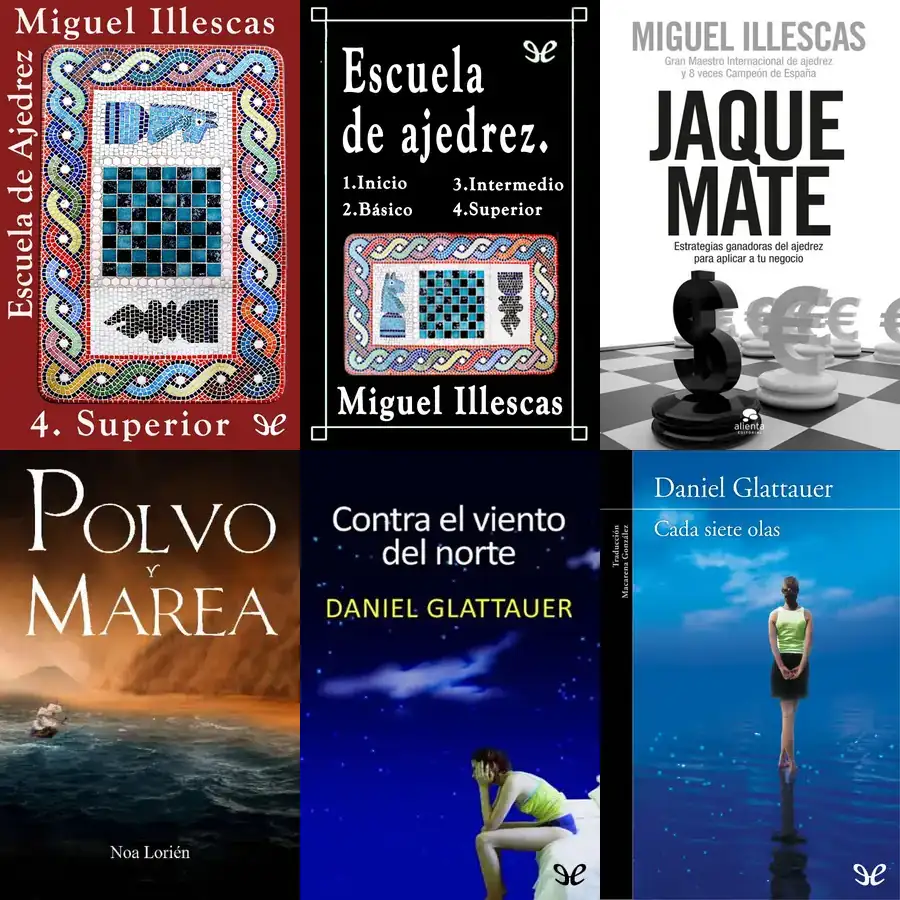 Miguel Illescas
Escuela de Ajedrez
4. Superior
Escuela
de ajedrez.
1.Inicio
2.Básico
3.Intermedio
4.Superior
Miguel Illescas
MIGUEL ILLESCAS
Gran Maestro Internacional de ajedrez
y 8 veces Campeón de España
JAQUE
MATE
Estrategias ganadoras del ajedrez
para aplicar a tu negocio
alienta
EDITORIAL
POLVO
Y
MAREA
Noa Lorién
Contra el viento
del norte
DANIEL GLATTAUER
Traducción
Macarena González
Daniel Glattauer
Cada siete olas